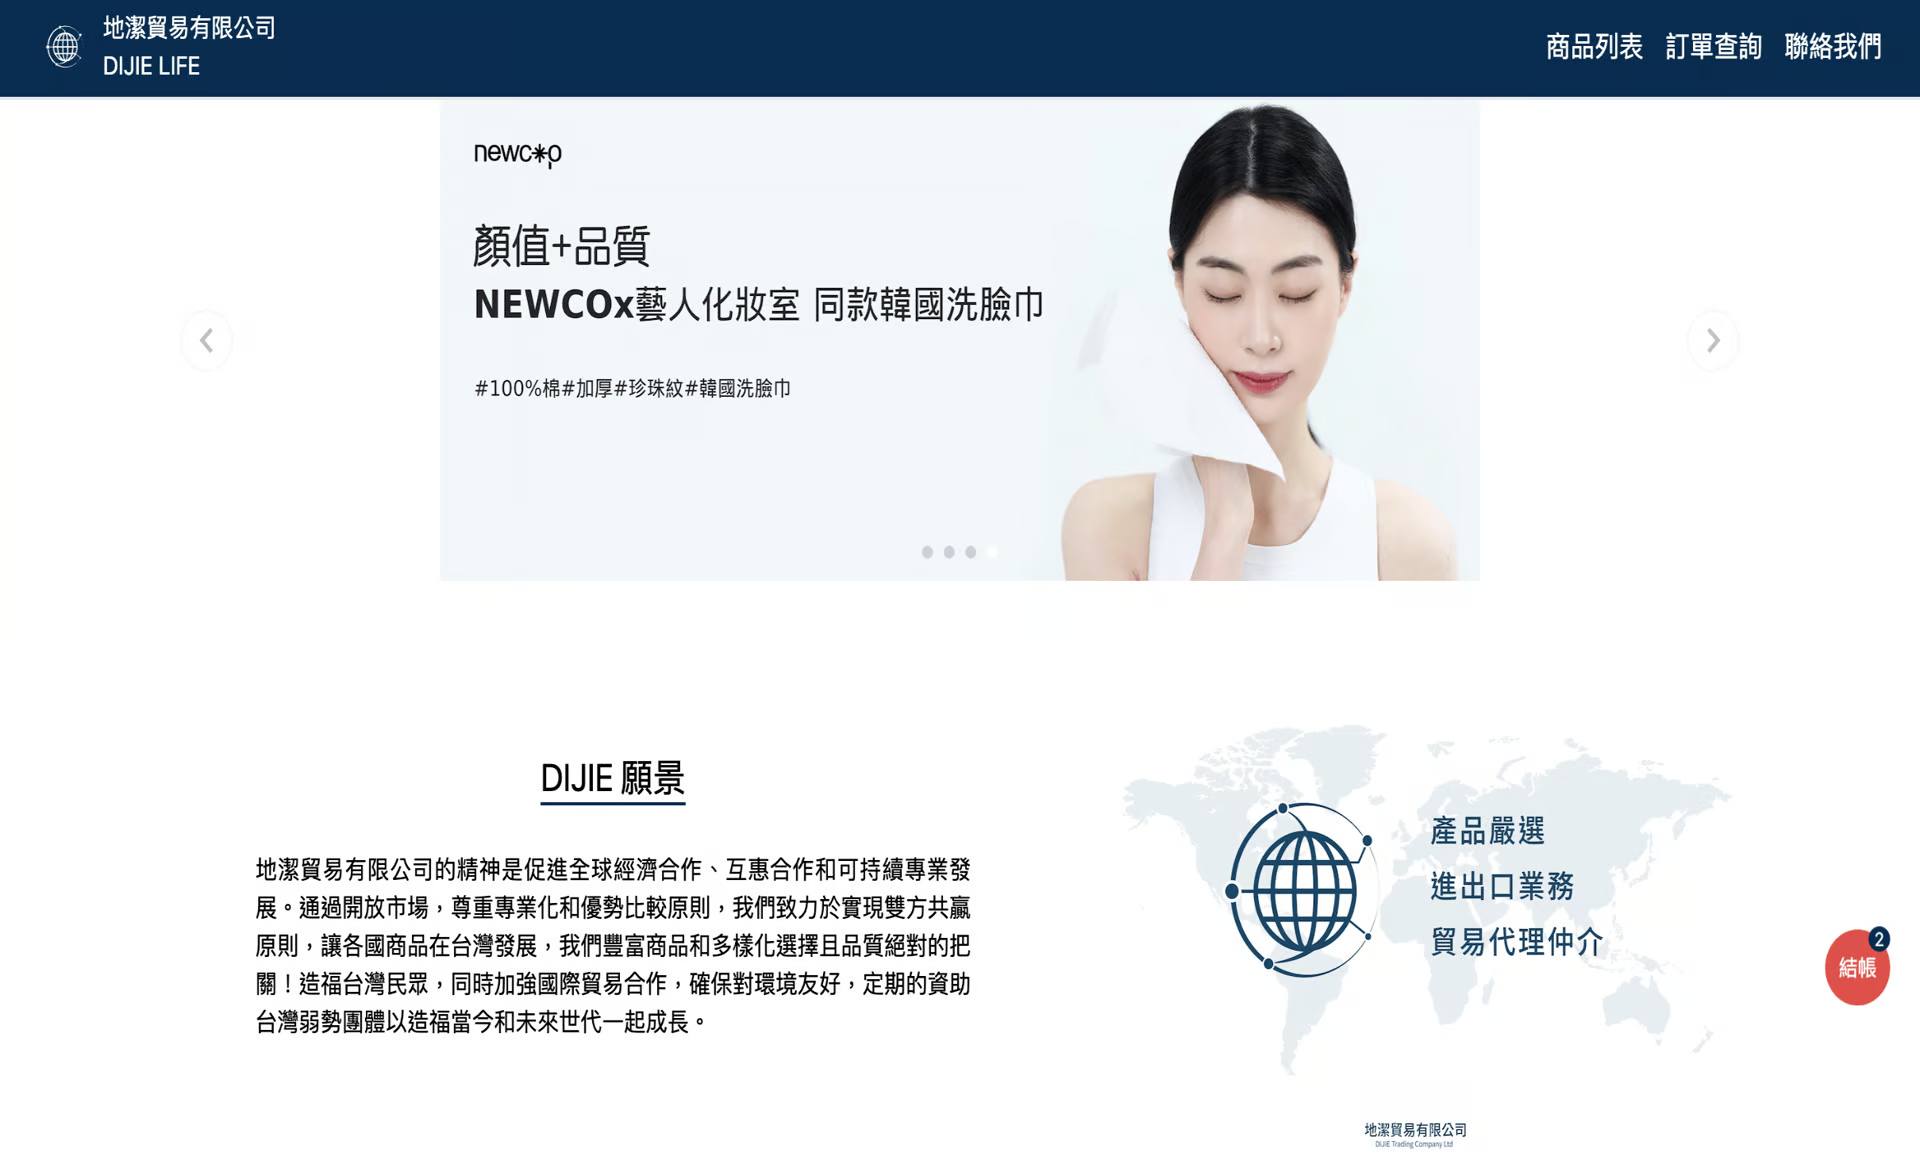 地潔貿易有限公司
DIJIE LIFE
商品列表 訂單查詢 聯絡我們
newc*p
顏值+品質
NEWCOx藝人化妝室 同款韓國洗臉巾
#100%棉#加厚#珍珠紋#韓國洗臉巾
DIJIE 願景
地潔貿易有限公司的精神是促進全球經濟合作、互惠合作和可持續專業發
展。通過開放市場，尊重專業化和優勢比較原則，我們致力於實現雙方共贏
原則，讓各國商品在台灣發展，我們豐富商品和多樣化選擇且品質絕對的把
關！造福台灣民眾，同時加強國際貿易合作，確保對環境友好，定期的資助
台灣弱勢團體以造福當今和未來世代一起成長。
產品嚴選
進出口業務
貿易代理仲介
2
結帳
地潔貿易有限公司
DIJIE Trading Company Ltd